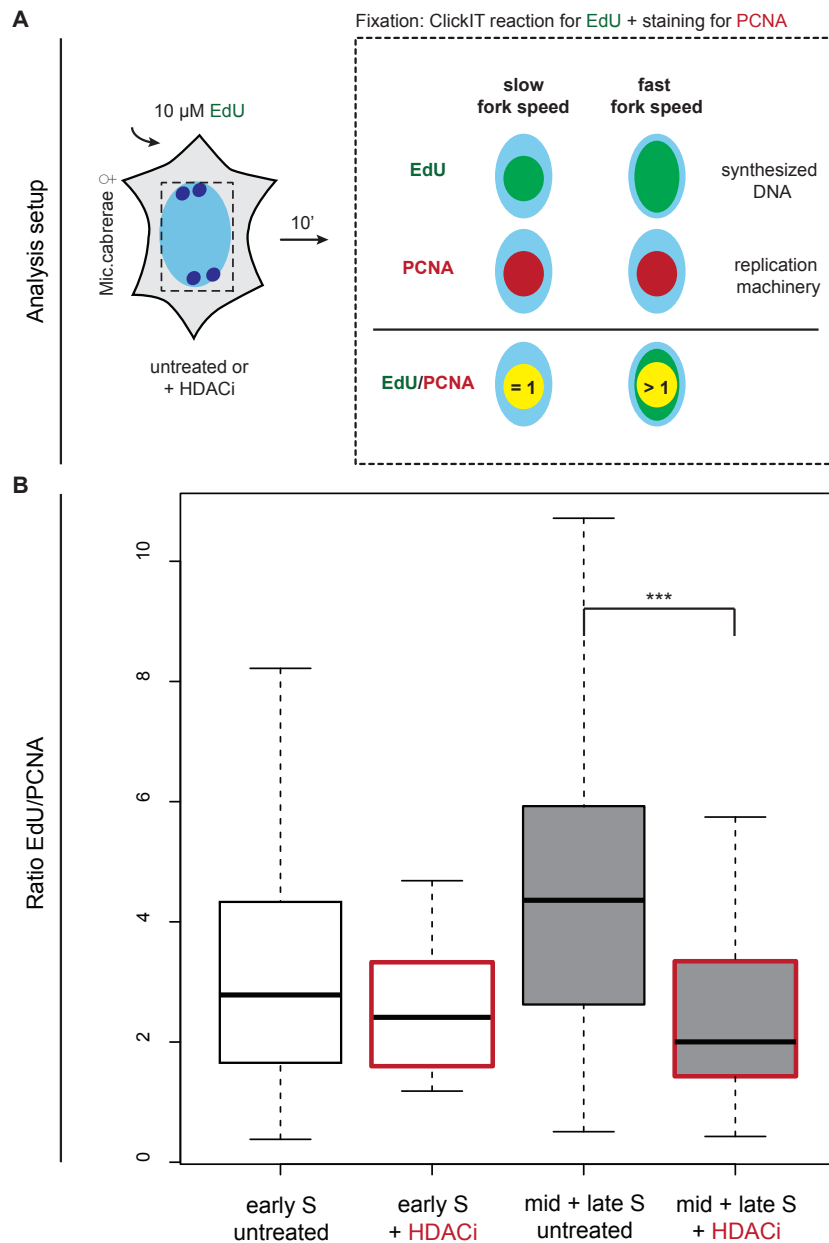 A
Fixation: ClickIT reaction for EdU + staining for PCNA
Analysis setup
10 µM EdU
Mic.cabrerae ♀
10'
untreated or
+ HDACi
slow
fork speed
fast
fork speed
EdU
synthesized
DNA
PCNA
replication
machinery
EdU/PCNA
= 1
> 1
B
Ratio EdU/PCNA
10
8
6
4
2
0
***
early S
untreated
early S
+ HDACi
mid + late S
untreated
mid + late S
+ HDACi